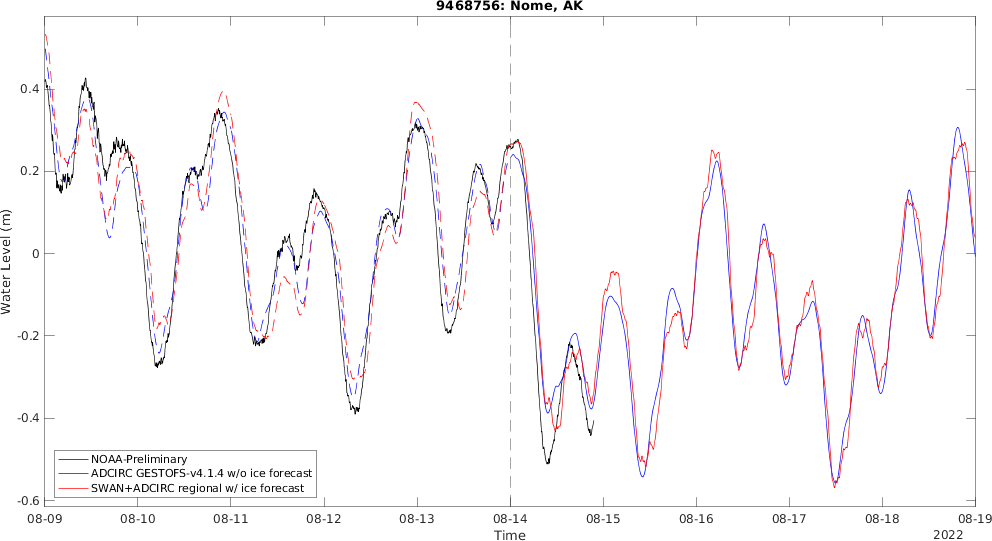 9468756: Nome, AK
Water Level (m)
0.4
0.2
0
-0.2
-0.4
-0.6
NOAA-Preliminary
ADCIRC GESTOFS-v4.1.4 w/o ice forecast
SWAN+ADCIRC regional w/ ice forecast
08-09 08-10 08-11 08-12 08-13 08-14 08-15 08-16 08-17 08-18 08-19
Time
2022